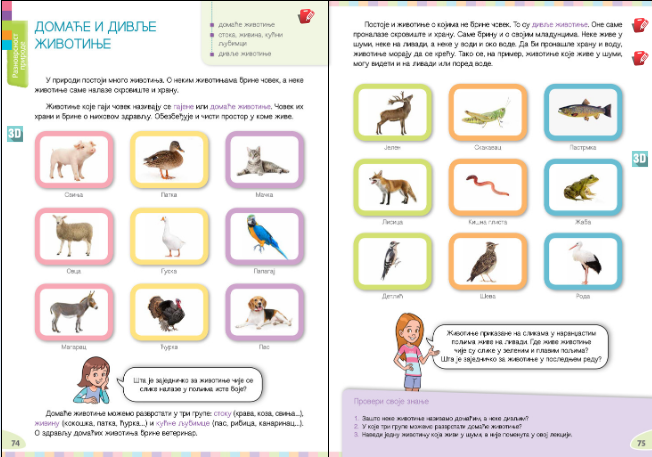 Разноврсност
природе
ДОМАЋЕ И ДИВЉЕ
ЖИВОТИЊЕ
домаће животиње
стока, живина, кућни
љубимци
дивље животиње
У природи постоји много животиња. О неким животињама брине човек, а неке
животиње саме налазе склониште и храну.
Животиње које гаји човек називају се гајене или домаће животиње. Човек их
храни и брине о њиховом здрављу. Обезбеђује и чисти простор у коме живе.
3D
Свиња
Патка
Мачка
Овца
Гуска
Папагај
Магарац
Ћурка
Пас
Шта је заједничко за животиње чије се
слике налазе у пољима исте боје?
Домаће животиње можемо разврстати у три групе: стоку (крава, коза, свиња...),
живину (кокошка, патка, ћурка...) и кућне љубимце (пас, рибица, канаринац...).
О здрављу домаћих животиња брине ветеринар.
74
Постоје и животиње о којима не брине човек. То су дивље животиње. Оне саме
проналазе склониште и храну. Саме брину и о својим младунцима. Неке живе у
шуми, неке на ливади, а неке у води и око воде. Да би пронашле храну и воду,
животиње морају да се крећу. Тако се, на пример, животиње које живе у шуми,
могу видети и на ливади или поред воде.
Јелен
Скакавац
Пастрмка
3D
Лисица
Кишна глиста
Жаба
Детлић
Шева
Рода
Животиње приказане на сликама у наранџастим
пољима живе на ливади. Где живе животиње
чије су слике у зеленим и плавим пољима?
Шта је заједничко за животиње у последњем реду?
Провери своје знање
1. Зашто неке животиње називамо домаћим, а неке дивљим?
2. У које три групе можемо разврстати домаће животиње?
3. Наведи једну животињу која живи у шуми, а није поменута у овој лекцији.
75